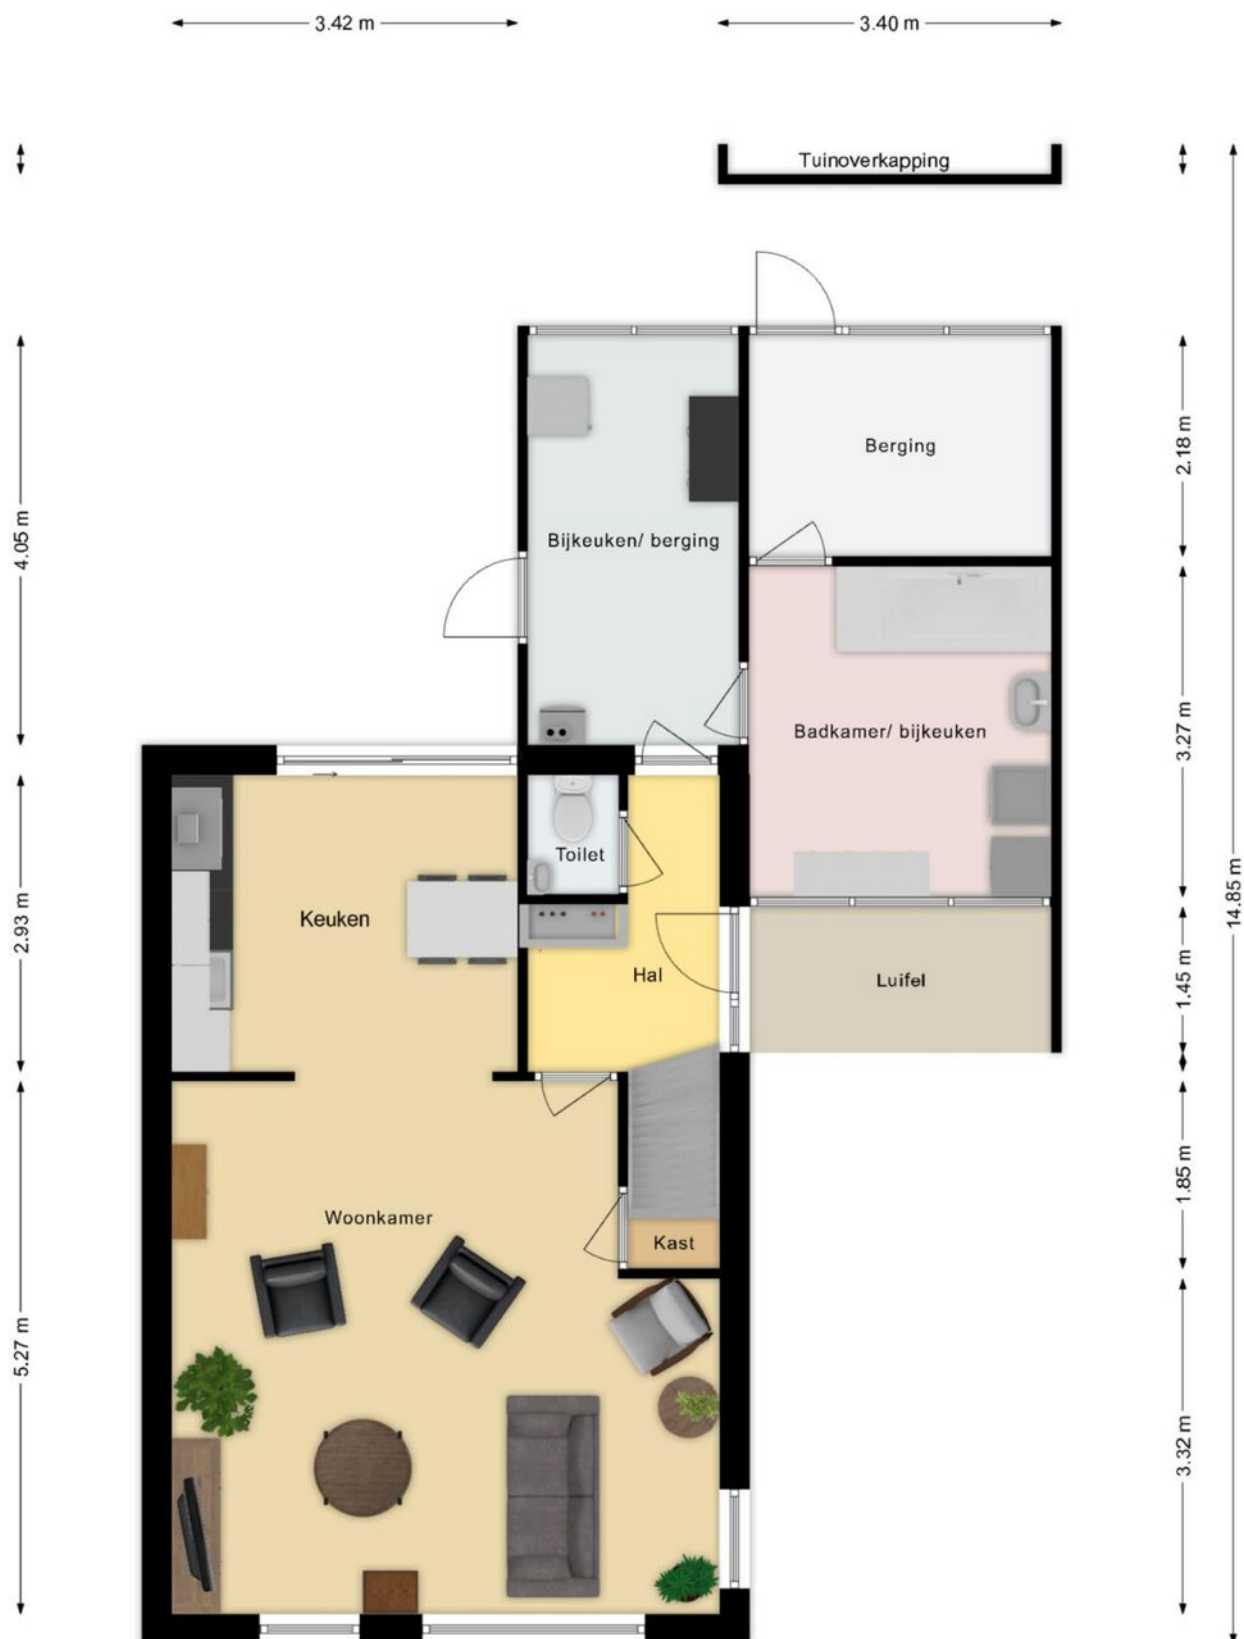 3.42 m
3.40 m
Tuinoverkapping
Berging
2.18 m
4.05 m
Bijkeuken/ berging
Badkamer/ bijkeuken
3.27 m
Toilet
14.85 m
Keuken
2.93 m
Hal
Luifel
1.45 m
1.85 m
Woonkamer
Kast
5.27 m
3.32 m